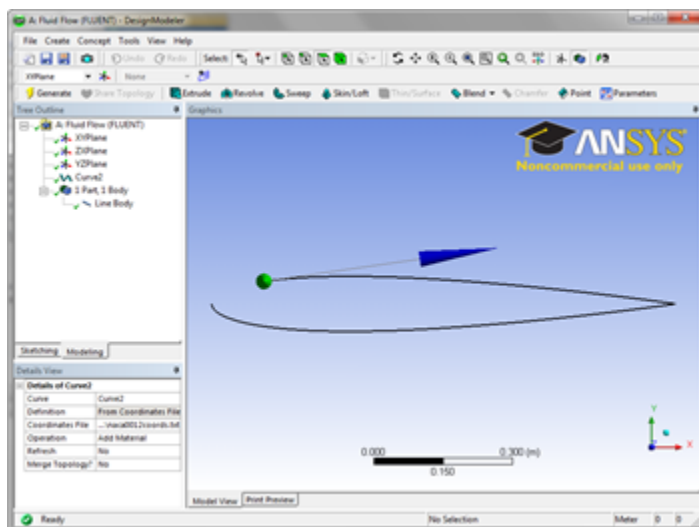 A: Fluid Flow (FLUENT) - DesignModeler
File Create Concept Tools View Help
Undo Redo Select:
XYPlane None
Generate Share Topology Extrude Revolve Sweep Skin/Loft Thin/Surface Blend Chamfer Point Parameters
Tree Outline
Graphics
A: Fluid Flow (FLUENT)
XYPlane
ZXPlane
YZPlane
Curve2
1 Part, 1 Body
Line Body
ANSYS
Noncommercial use only
Sketching Modeling
Details View
Details of Curve2
Curve Curve2
Definition From Coordinates File
Coordinates File ...\naca0012\coords.txt
Operation Add Material
Refresh No
Merge Topology? No
0.000 0.300 (m)
0.150
Y
X
Model View Print Preview
No Selection Meter 0 0